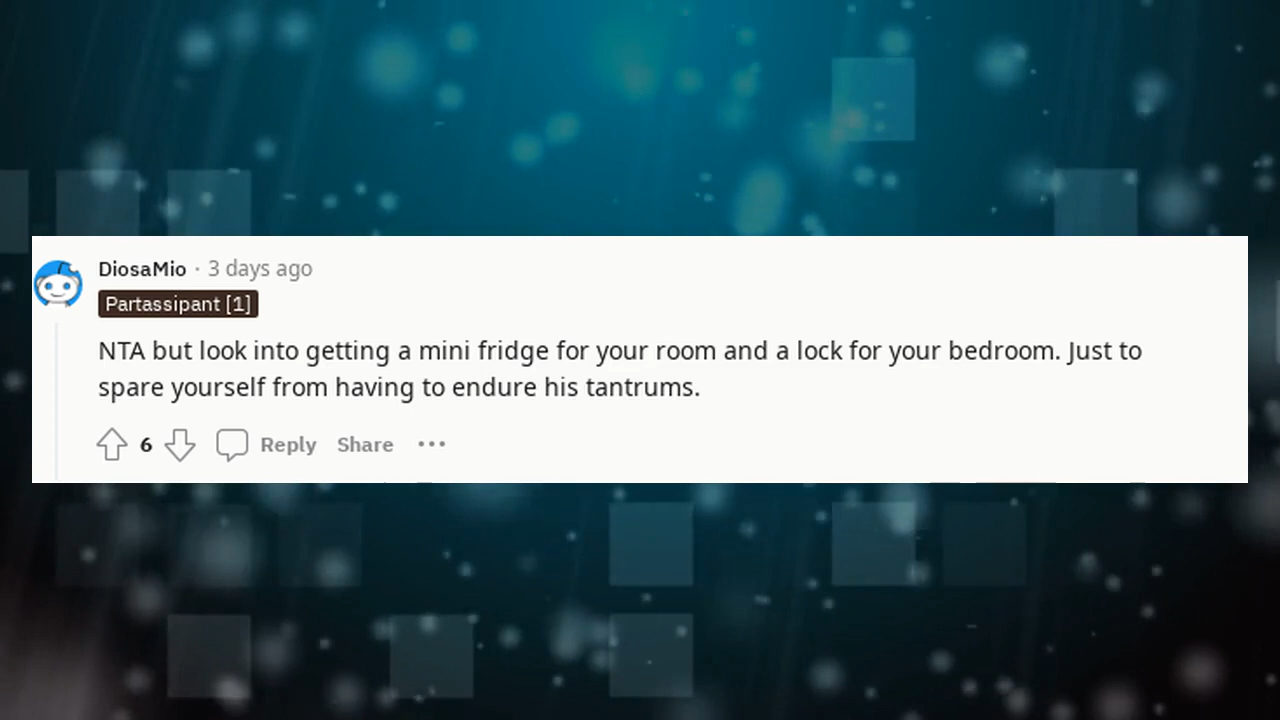 DiosaMio · 3 days ago
Partassipant [1]
NTA but look into getting a mini fridge for your room and a lock for your bedroom. Just to
spare yourself from having to endure his tantrums.
6 Reply Share ···